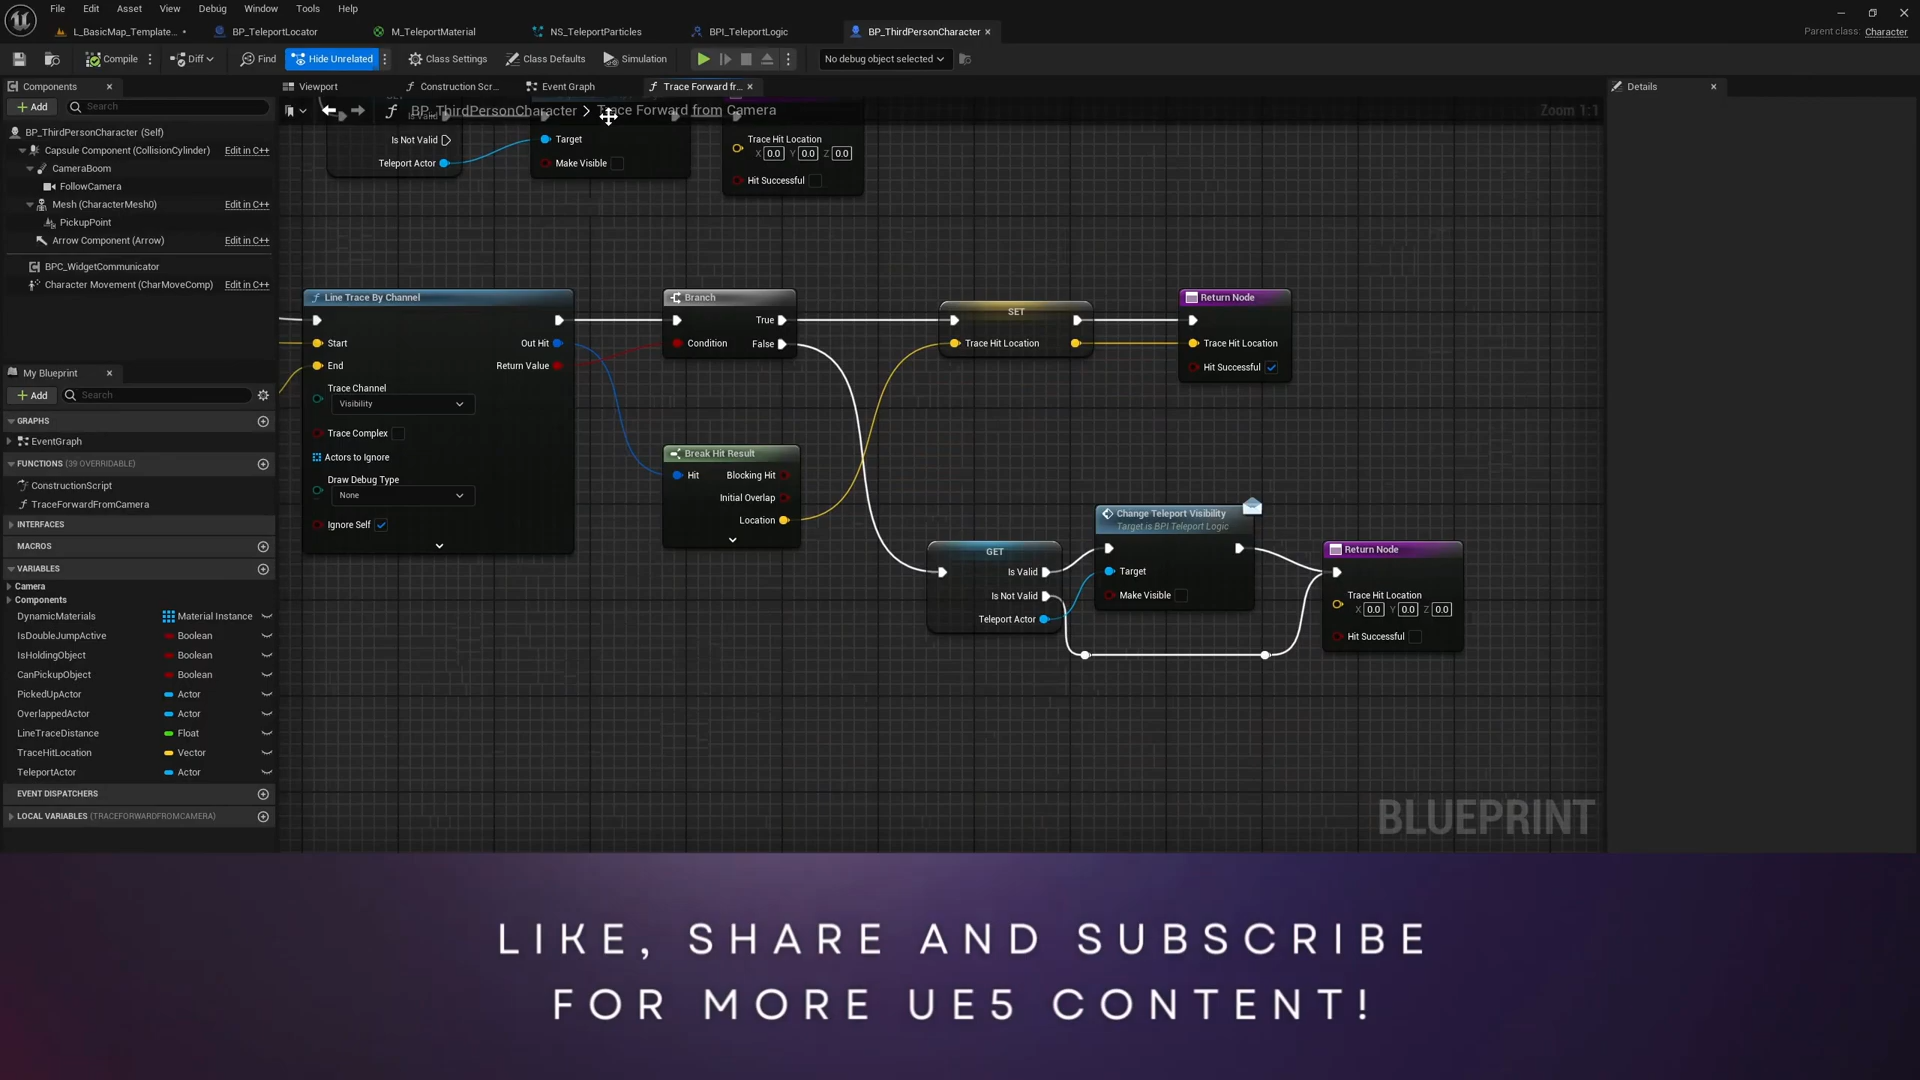 File Edit Asset View Debug Window Tools Help
L_BasicMap_Template... •
BP_TeleportLocator
M_TeleportMaterial
NS_TeleportParticles
BPI_TeleportLogic
BP_ThirdPersonCharacter
Parent class: Character
Compile
Diff
Find
Hide Unrelated
Class Settings
Class Defaults
Simulation
No debug object selected
Components
Add
Search
BP_ThirdPersonCharacter (Self)
Capsule Component (CollisionCylinder) Edit in C++
CameraBoom
FollowCamera
Mesh (CharacterMesh0) Edit in C++
PickupPoint
Arrow Component (Arrow) Edit in C++
BPC_WidgetCommunicator
Character Movement (CharMoveComp) Edit in C++
My Blueprint
Add
Search
GRAPHS
EventGraph
FUNCTIONS (39 OVERRIDABLE)
ConstructionScript
TraceForwardFromCamera
INTERFACES
MACROS
VARIABLES
Camera
Components
DynamicMaterials Material Instance
IsDoubleJumpActive Boolean
IsHoldingObject Boolean
CanPickupObject Boolean
PickedUpActor Actor
OverlappedActor Actor
LineTraceDistance Float
TraceHitLocation Vector
TeleportActor Actor
EVENT DISPATCHERS
LOCAL VARIABLES (TRACEFORWARDFROMCAMERA)
Viewport
Construction Scr...
Event Graph
Trace Forward fr...
BP_ThirdPersonCharacter > Trace Forward from Camera
Zoom 1:1
Is Not Valid
Teleport Actor
Target
Make Visible
Trace Hit Location
X 0.0 Y 0.0 Z 0.0
Hit Successful
Line Trace By Channel
Start
Out Hit
End
Return Value
Trace Channel
Visibility
Trace Complex
Actors to Ignore
Draw Debug Type
None
Ignore Self
Branch
True
Condition
False
Break Hit Result
Hit
Blocking Hit
Initial Overlap
Location
SET
Trace Hit Location
Return Node
Trace Hit Location
Hit Successful
GET
Is Valid
Is Not Valid
Teleport Actor
Change Teleport Visibility
Target is BPI Teleport Logic
Target
Make Visible
Return Node
Trace Hit Location
X 0.0 Y 0.0 Z 0.0
Hit Successful
BLUEPRINT
Details
LIKE, SHARE AND SUBSCRIBE
FOR MORE UE5 CONTENT!